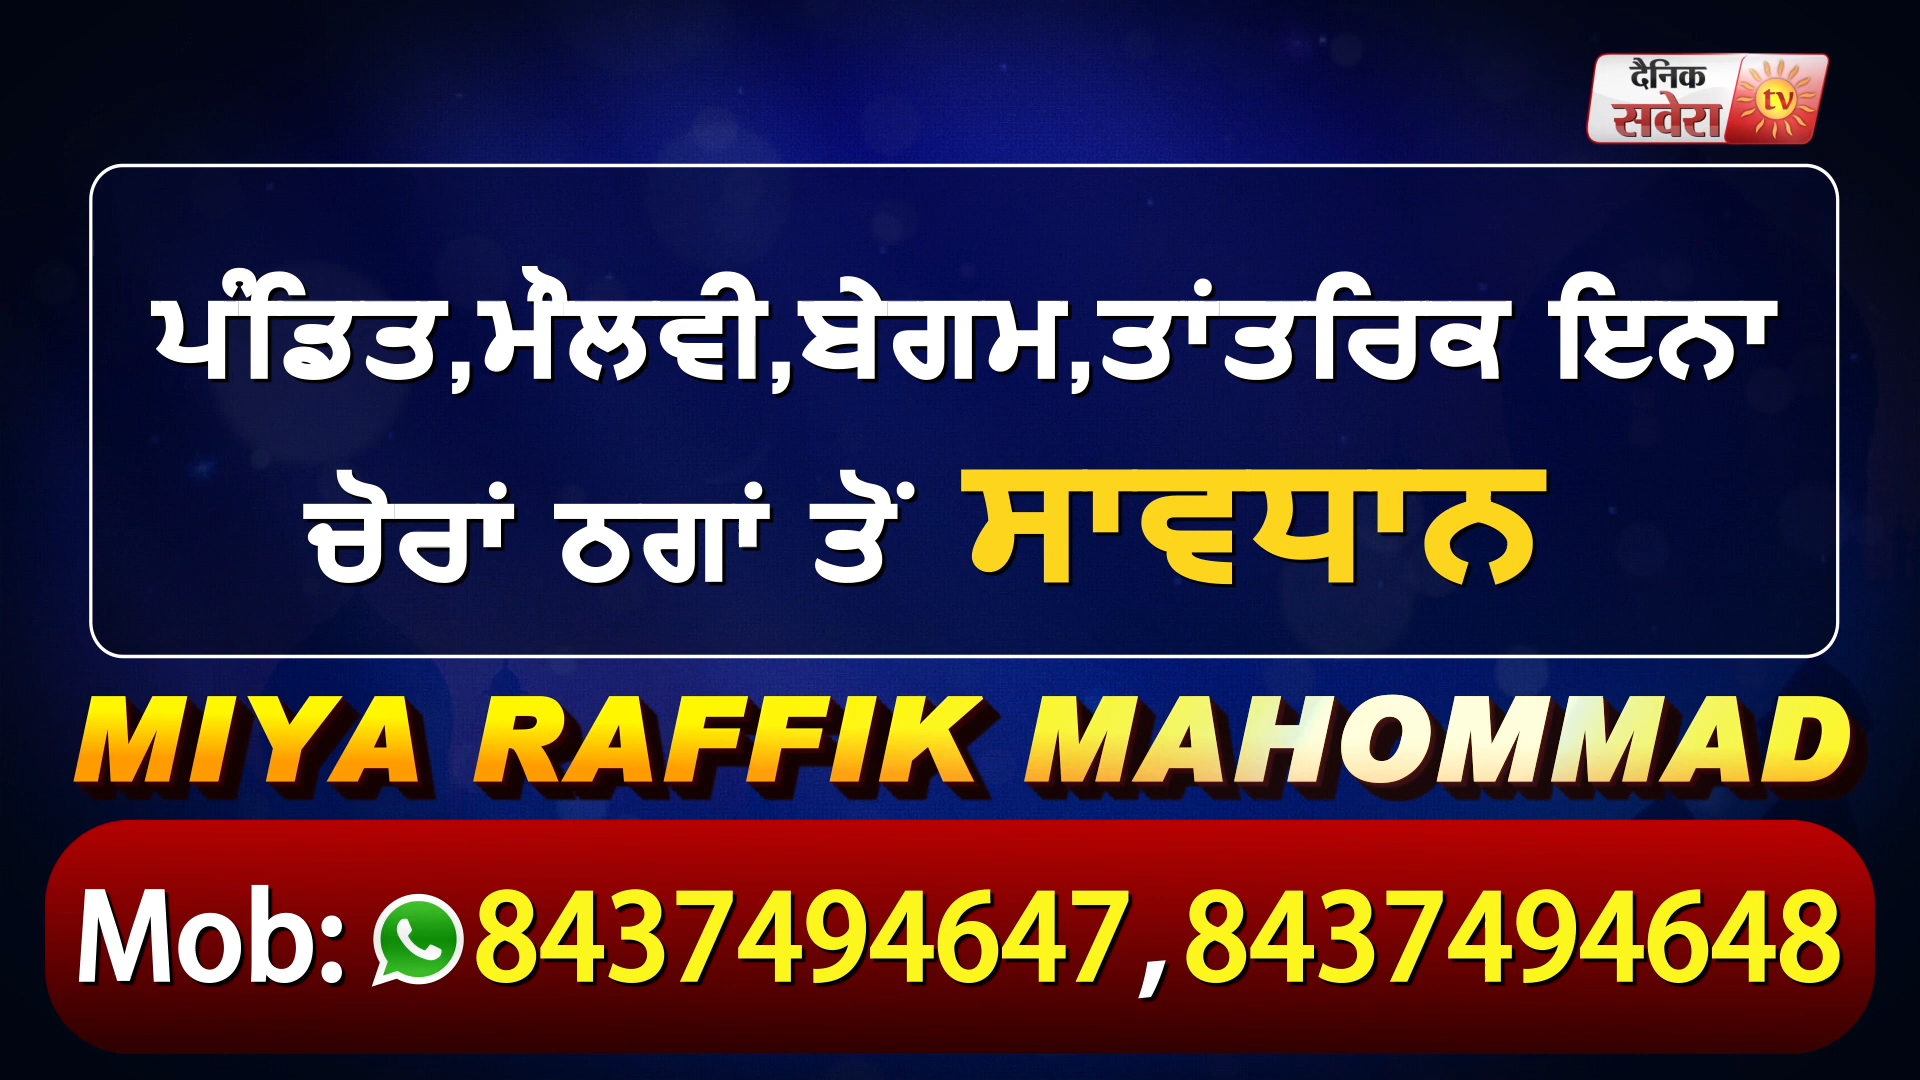 दैनिक
सवेरा tv
ਪੰਡਿਤ,ਮੌਲਵੀ,ਬੇਗਮ,ਤਾਂਤਰਿਕ ਇਨਾ
ਚੋਰਾਂ ਠਗਾਂ ਤੋਂ ਸਾਵਧਾਨ
MIYA RAFFIK MAHOMMAD
Mob: 8437494647, 8437494648